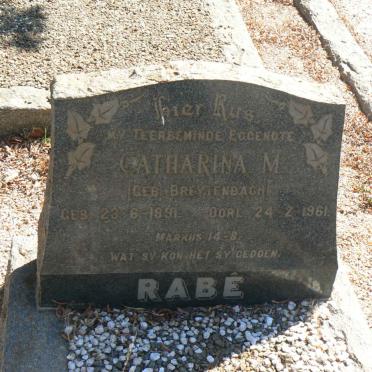 Hier Rus
MY TEERBEMINDE EGGENOTE
CATHARINA M.
(GEB. BREYTENBACH)
GEB. 23-6-1891. OORL. 24-2-1961.
MARKUS 14-8.
WAT SY KON, HET SY GEDOEN.
RABÉ